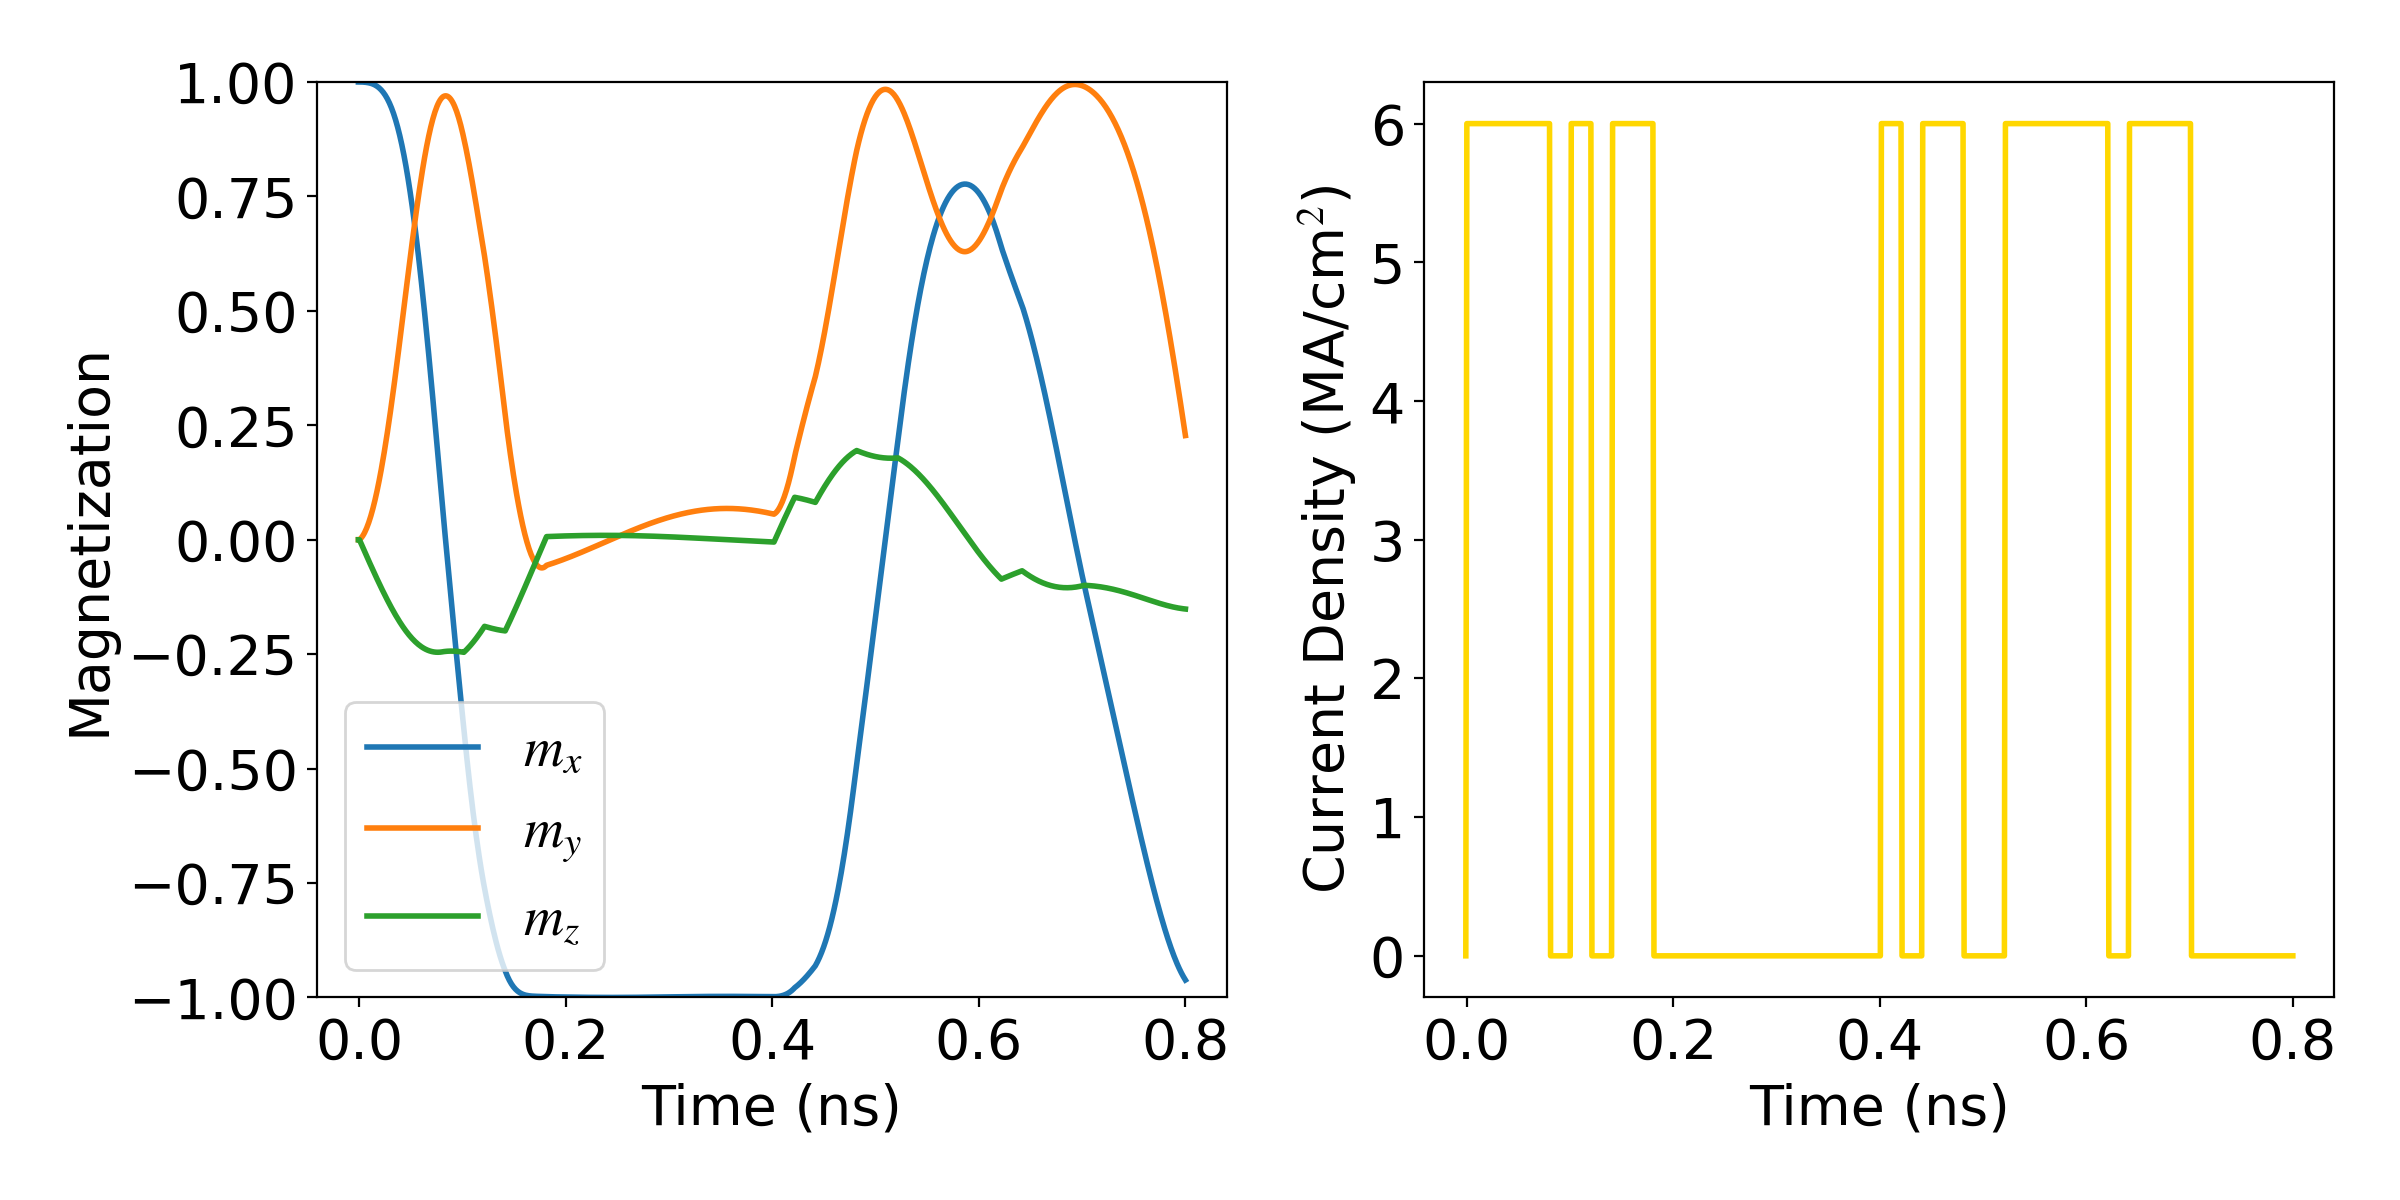 1.00
0.75
0.50
0.25
0.00
−0.25
−0.50
−0.75
−1.00
Magnetization
m_x
m_y
m_z
0.0 0.2 0.4 0.6 0.8
Time (ns)
6
5
4
3
2
1
0
Current Density (MA/cm²)
0.0 0.2 0.4 0.6 0.8
Time (ns)